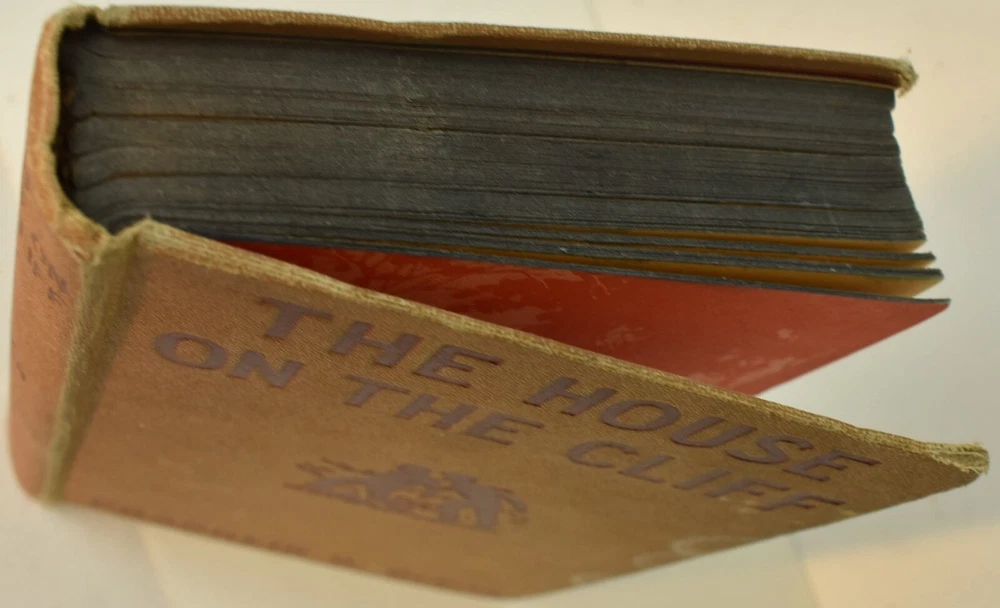 THE HOUSE
ON THE CLIFF